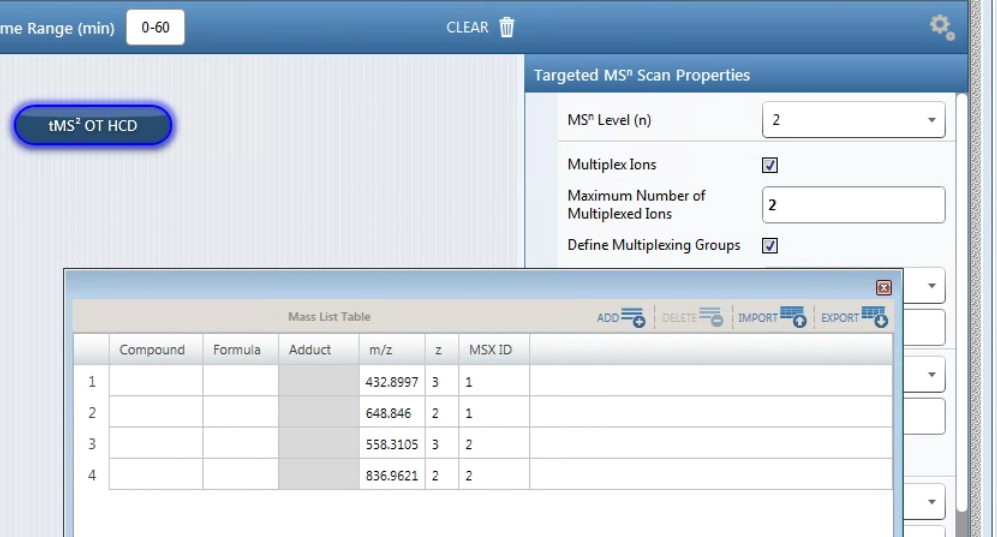 me Range (min) 0-60 CLEAR
Targeted MSⁿ Scan Properties
tMS² OT HCD
MSⁿ Level (n) 2
Multiplex Ions
Maximum Number of
Multiplexed Ions 2
Define Multiplexing Groups
Mass List Table ADD DELETE IMPORT EXPORT
Compound Formula Adduct m/z z MSX ID
1 432.8997 3 1
2 648.846 2 1
3 558.3105 3 2
4 836.9621 2 2